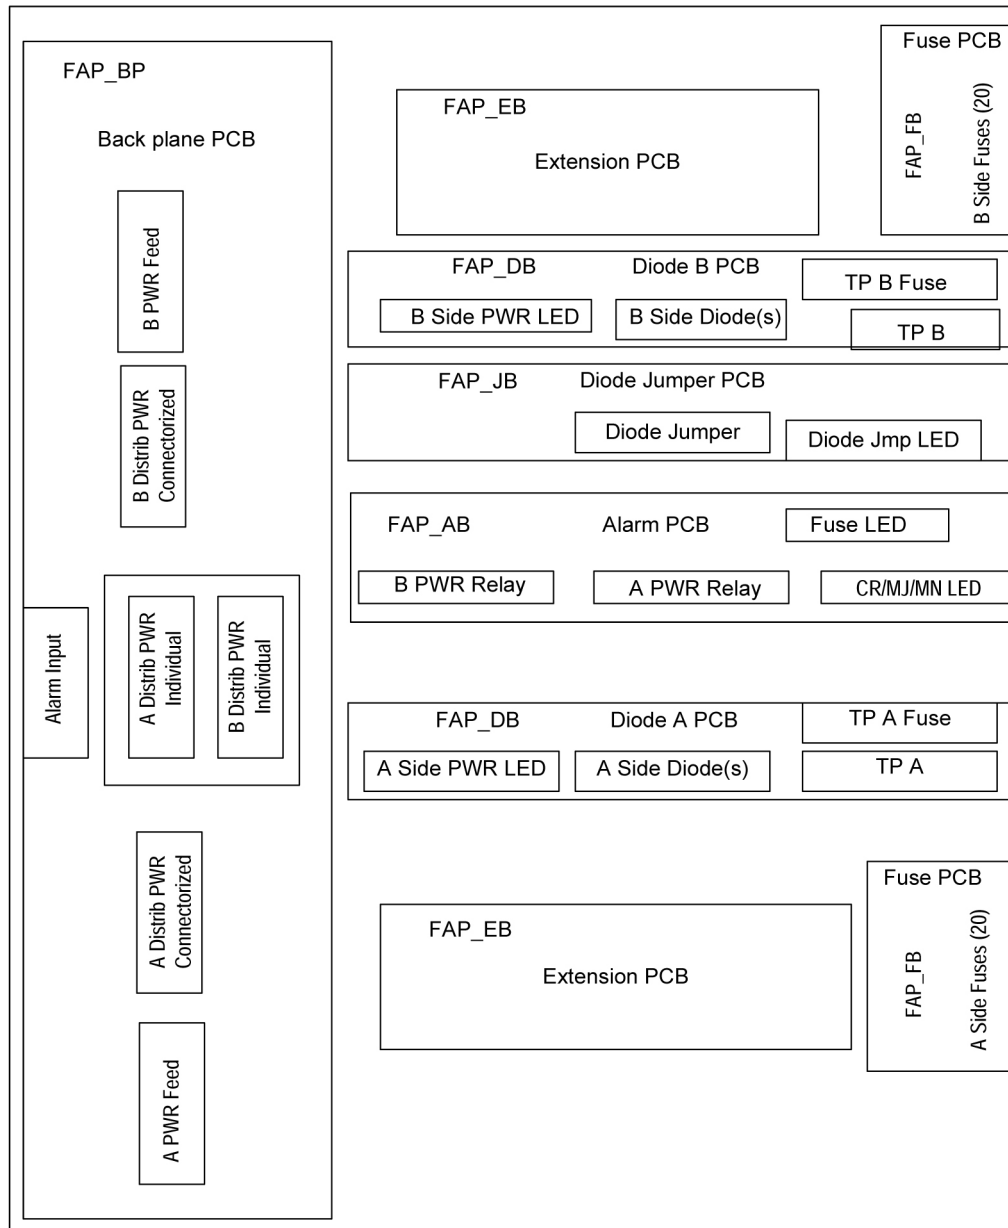 FAP_BP
Back plane PCB
B PWR Feed
B Distrib PWR
Connectorized
Alarm Input
A Distrib PWR
Individual
B Distrib PWR
Individual
A Distrib PWR
Connectorized
A PWR Feed
FAP_EB
Extension PCB
Fuse PCB
FAP_FB
B Side Fuses (20)
FAP_DB
Diode B PCB
TP B Fuse
B Side PWR LED
B Side Diode(s)
TP B
FAP_JB
Diode Jumper PCB
Diode Jumper
Diode Jmp LED
FAP_AB
Alarm PCB
Fuse LED
B PWR Relay
A PWR Relay
CR/MJ/MN LED
FAP_DB
Diode A PCB
TP A Fuse
A Side PWR LED
A Side Diode(s)
TP A
FAP_EB
Extension PCB
Fuse PCB
FAP_FB
A Side Fuses (20)